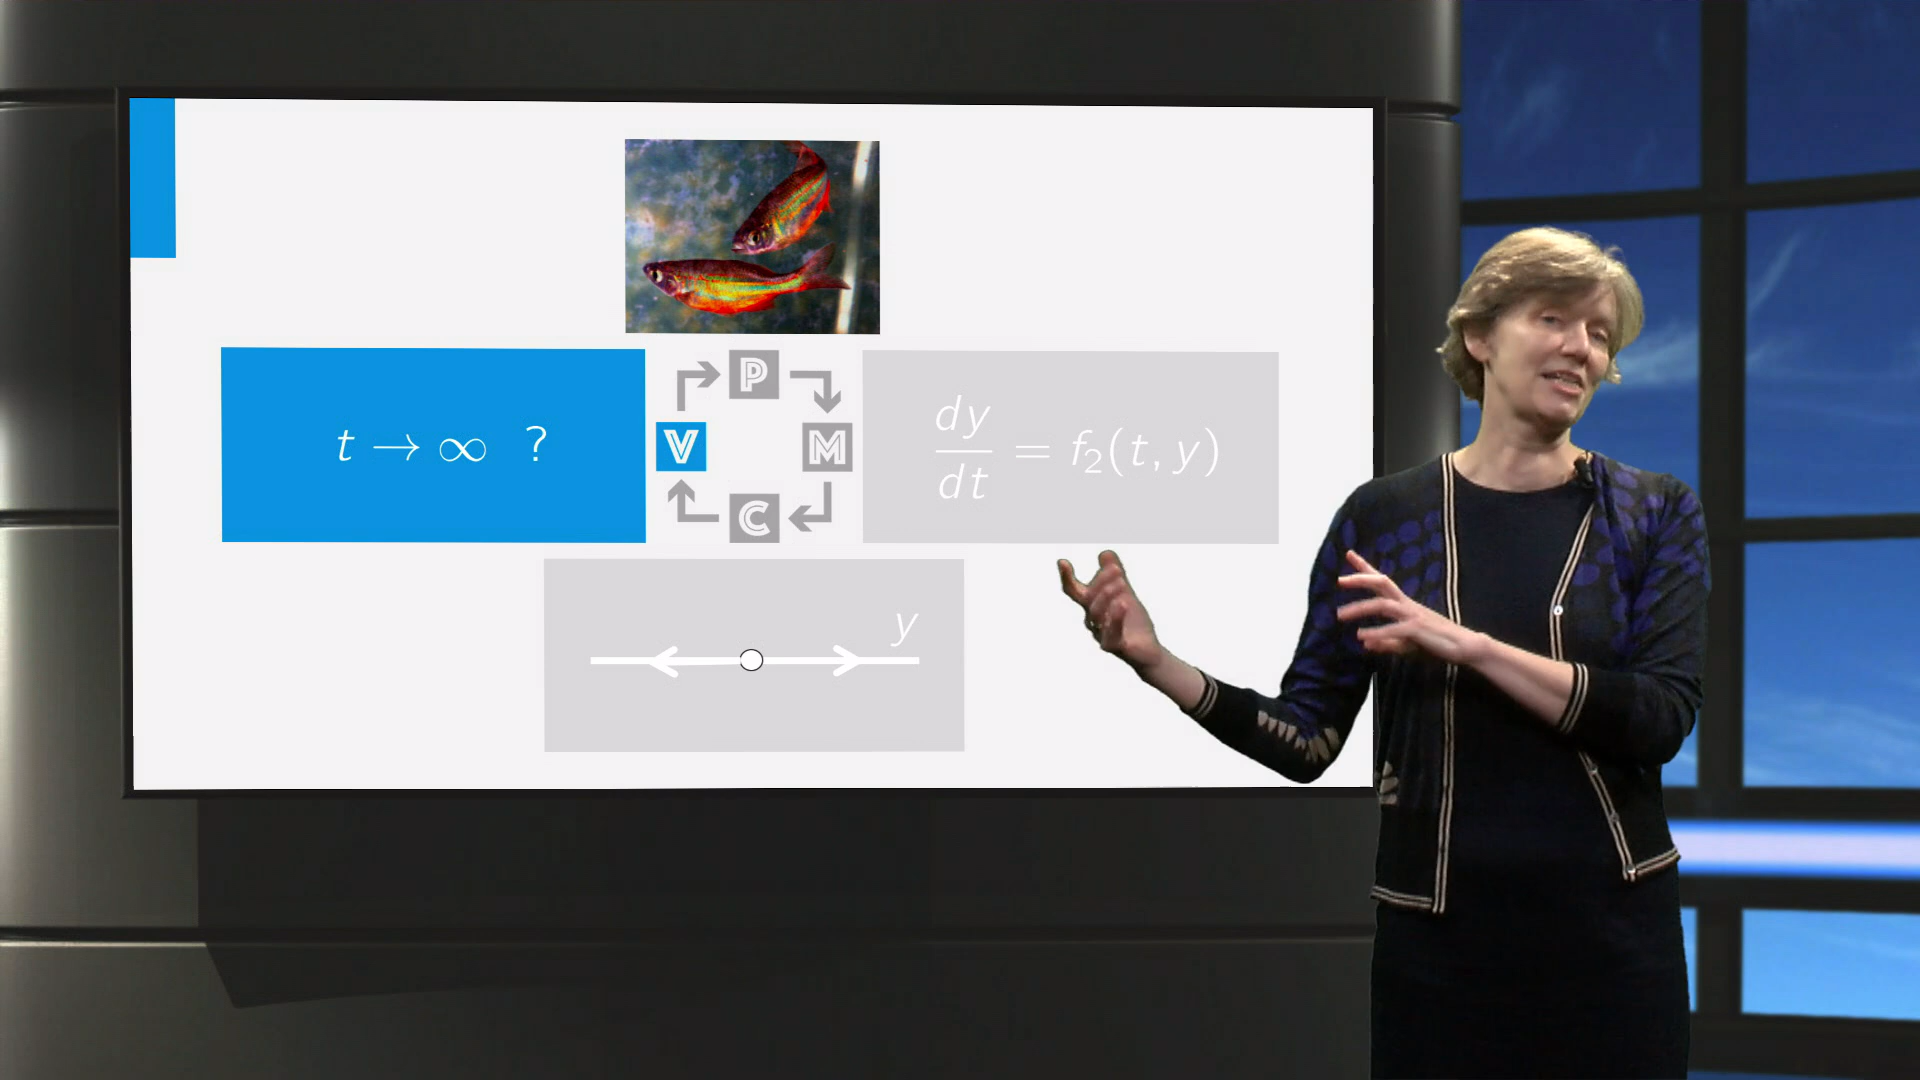 P
t → ∞ ?
V
M
dy/dt = f₂(t, y)
C
y